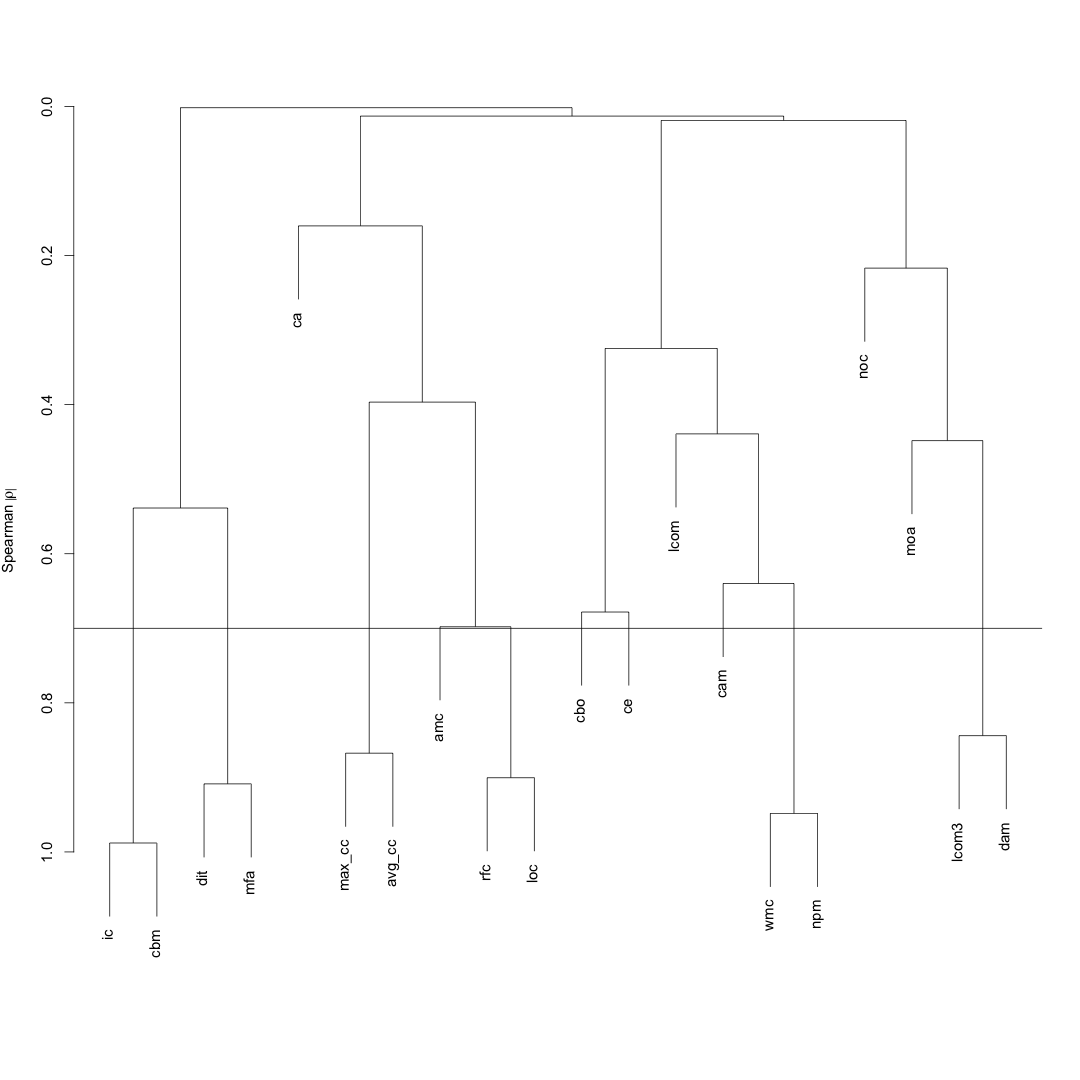 0.0
0.2
0.4
0.6
0.8
1.0
Spearman |ρ|
ic
cbm
dit
mfa
ca
max_cc
avg_cc
amc
rfc
loc
cbo
ce
lcom
cam
wmc
npm
noc
moa
lcom3
dam